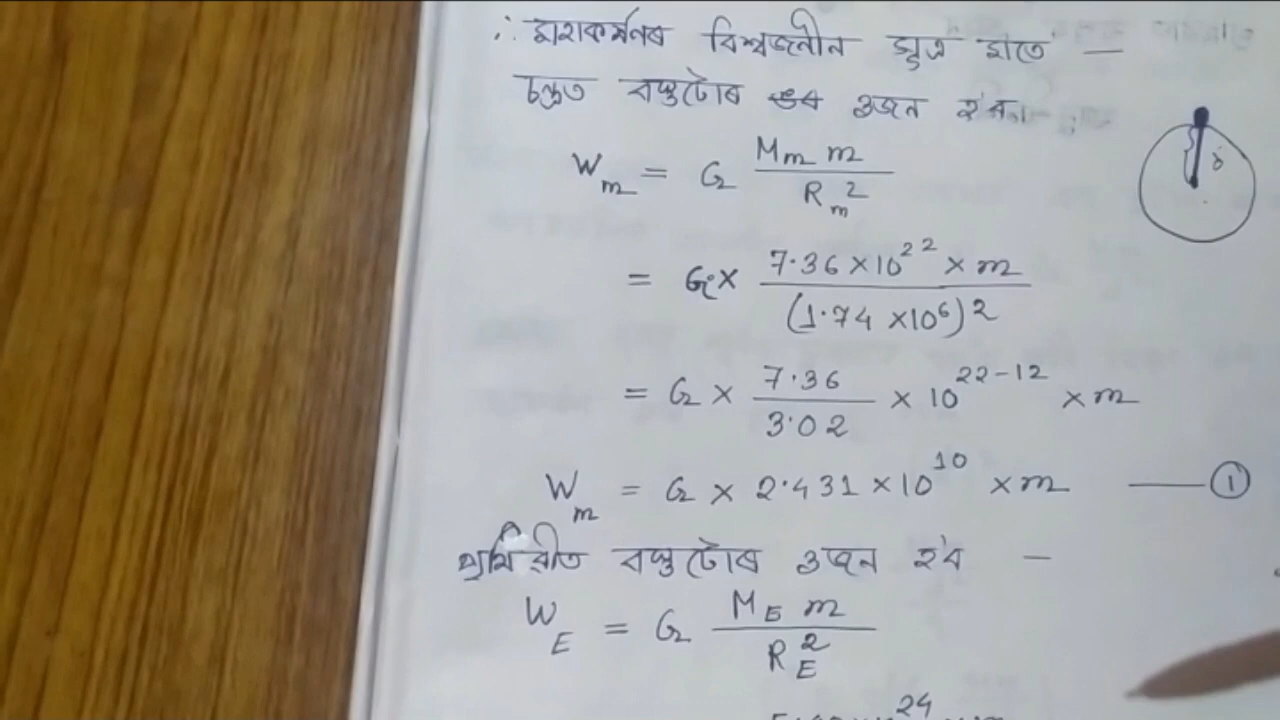 ∴ মহাকৰ্ষনৰ বিশ্বজনীন সুত্ৰ মতে —
চন্দ্ৰত বস্তুটোৰ ওজন হ'ব।
W_m = G M_m m / R_m^2
= G × 7.36 × 10^22 × m / (1.74 × 10^6)^2
= G × 7.36 / 3.02 × 10^22-12 × m
W_m = G × 2.431 × 10^10 × m —— ①
পৃথিৱীত বস্তুটোৰ ওজন হ'ব —
W_E = G M_E m / R_E^2